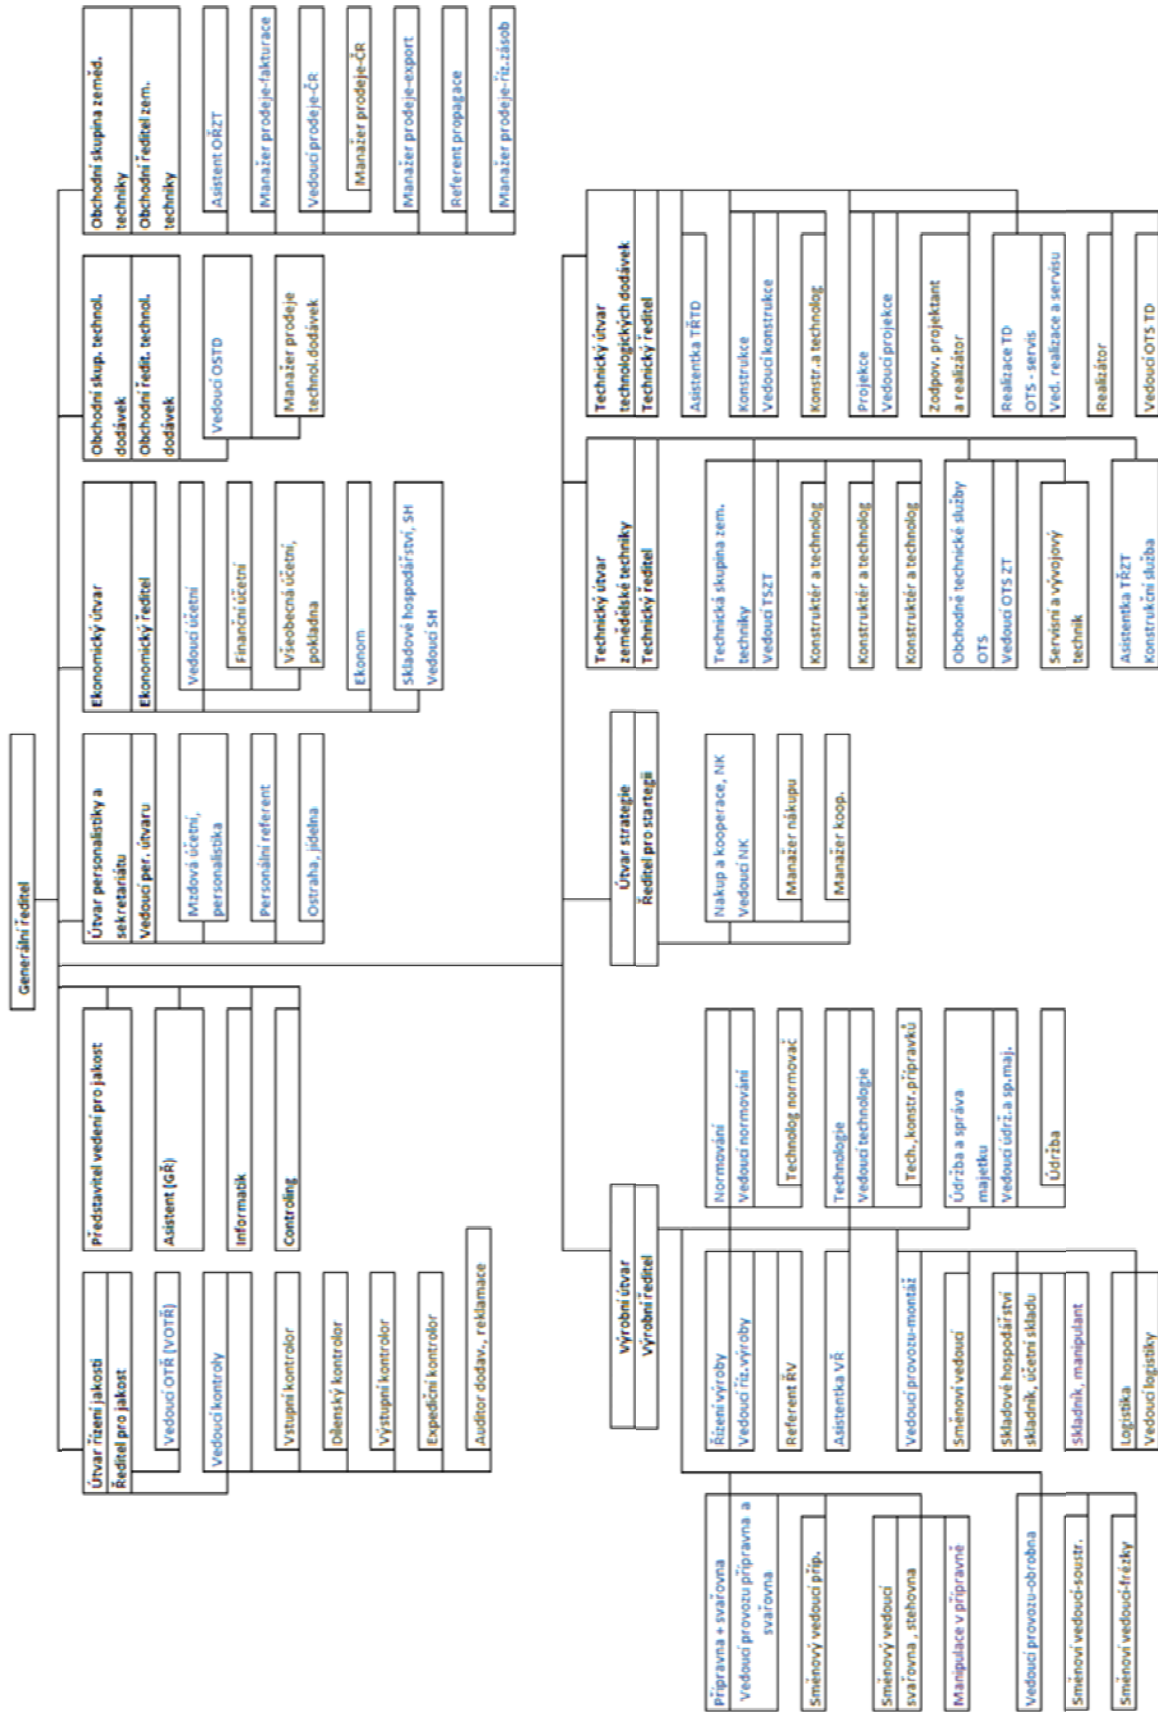 Generální ředitel
Útvar řízení jakosti
Ředitel pro jakost
Vedoucí OTŘ (VOTŘ)
Vedoucí kontroly
Vstupní kontrolor
Dílenský kontrolor
Výstupní kontrolor
Expediční kontrolor
Auditor dodav., reklamace
Představitel vedení pro jakost
Asistent (GŘ)
Informatik
Controling
Útvar personalistiky a
sekretariátu
Vedoucí per. útvaru
Mzdová účetní,
personalistika
Personální referent
Ostraha, jídelna
Ekonomický útvar
Ekonomický ředitel
Vedoucí účetní
Finanční účetní
Všeobecná účetní,
pokladna
Ekonom
Skladové hospodářství, SH
Vedoucí SH
Obchodní skup. technol.
dodávek
Obchodní ředit. technol.
dodávek
Vedoucí OSTD
Manažer prodeje
technol. dodávek
Obchodní skupina zeměd.
techniky
Obchodní ředitel zem.
techniky
Asistent OŘZT
Manažer prodeje-fakturace
Vedoucí prodeje-ČR
Manažer prodeje-ČR
Manažer prodeje-export
Referent propagace
Manažer prodeje-říz.zásob
Výrobní útvar
Výrobní ředitel
Přípravna + svařovna
Vedoucí provozu přípravna a
svařovna
Směnový vedoucí příp.
Směnový vedoucí
svařovna , stehovna
Manipulace v přípravně
Vedoucí provozu-obrobna
Směnoví vedoucí-soustr.
Směnoví vedoucí-frézky
Řízení výroby
Vedoucí říz.výroby
Referent ŘV
Asistentka VŘ
Vedoucí provozu-montáž
Směnoví vedoucí
Skladové hospodářství
skladník, účetní skladu
Skladník, manipulant
Logistika
Vedoucí logistiky
Normování
Vedoucí normování
Technolog normovač
Technologie
Vedoucí technologie
Tech.,konstr.přípravků
Údržba a správa
majetku
Vedoucí údrž.a sp.maj.
Údržba
Útvar strategie
Ředitel pro startegii
Nakup a kooperace, NK
Vedoucí NK
Manažer nákupu
Manažer koop.
Technický útvar
zemědělské techniky
Technický ředitel
Technická skupina zem.
techniky
Vedoucí TSZT
Konstruktér a technolog
Konstruktér a technolog
Konstruktér a technolog
Obchodně technické služby
OTS
Vedoucí OTS ZT
Servisní a vývojový
technik
Asistentka TŘZT
Konstrukční služba
Technický útvar
technologických dodávek
Technický ředitel
Asistentka TŘTD
Konstrukce
Vedoucí konstrukce
Konstr.a technolog
Projekce
Vedoucí projekce
Zodpov. projektant
a realizátor
Realizace TD
OTS - servis
Ved. realizace a servisu
Realizátor
Vedoucí OTS TD